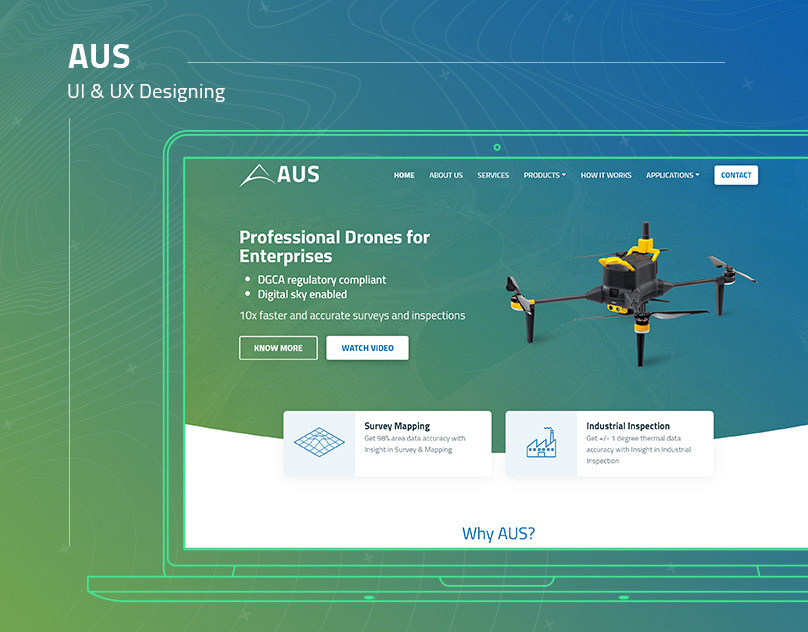 AUS
UI & UX Designing
AUS
HOME ABOUT US SERVICES PRODUCTS HOW IT WORKS APPLICATIONS CONTACT
Professional Drones for
Enterprises
• DGCA regulatory compliant
• Digital sky enabled
10x faster and accurate surveys and inspections
KNOW MORE WATCH VIDEO
Survey Mapping
Get 98% area data accuracy with
Insight in Survey & Mapping
Industrial Inspection
Get +/- 1 degree thermal data
accuracy with Insight in Industrial
Inspection
Why AUS?